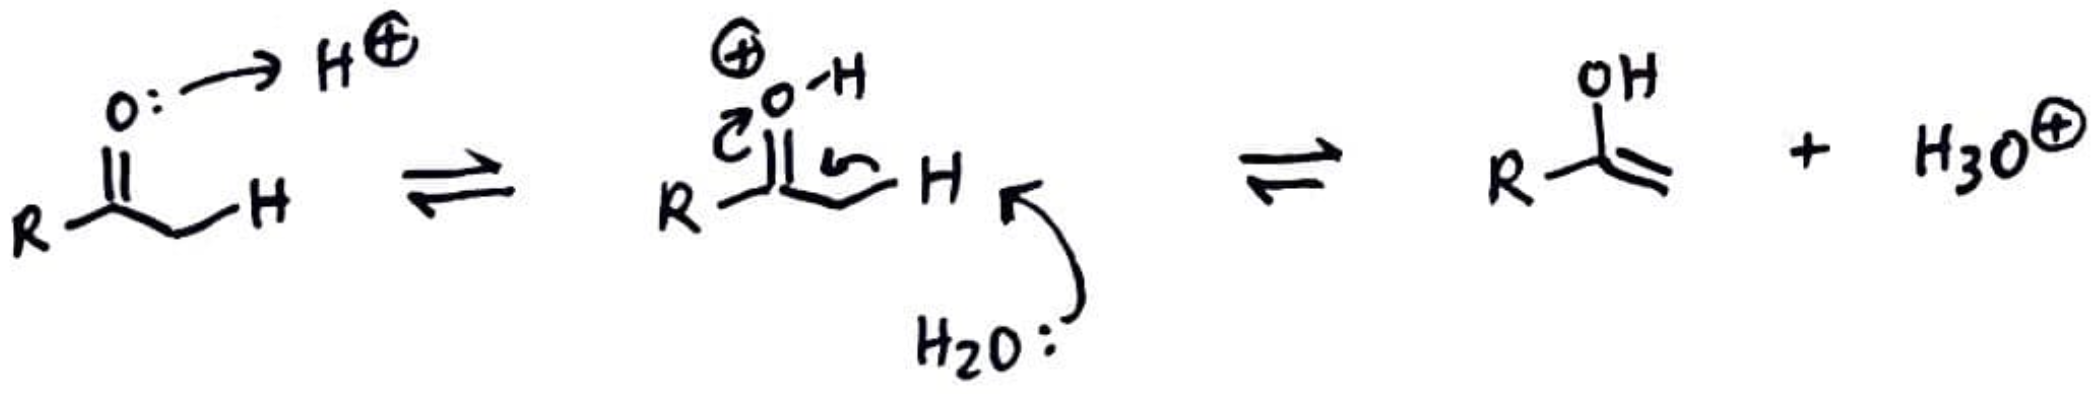 O: H⊕
R H
⊕
O-H
R H
H2O:
OH
R + H3O⊕